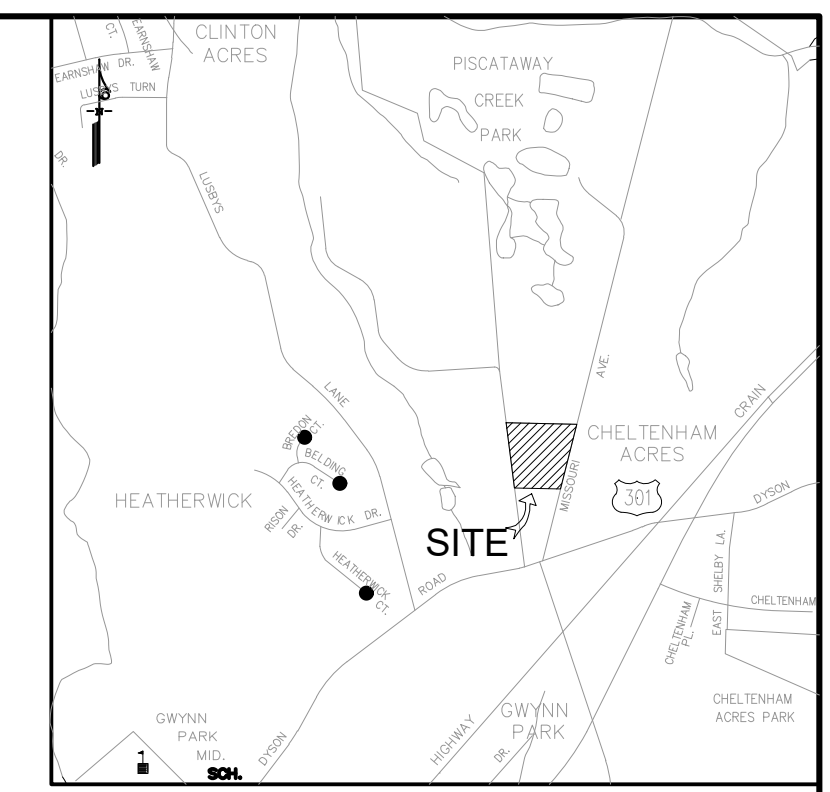 CLINTON
ACRES
CT.
EARNSHAW
EARNSHAW DR.
LUSBYS TURN
DR.
PISCATAWAY
CREEK
PARK
LUSBYS
LANE
AVE.
MISSOURI
CRAIN
BREDON
CT.
BELDING
CT.
CHELTENHAM
ACRES
301
DYSON
HEATHERWICK
HEATHERWICK DR.
RISON
DR.
SITE
HEATHERWICK
CT.
ROAD
SHELBY LA.
EAST
CHELTENHAM
CHELTENHAM
PL.
CHELTENHAM
ACRES PARK
GWYNN
PARK
MID.
SCH.
1
DYSON
HIGHWAY
GWYNN
PARK
DR.